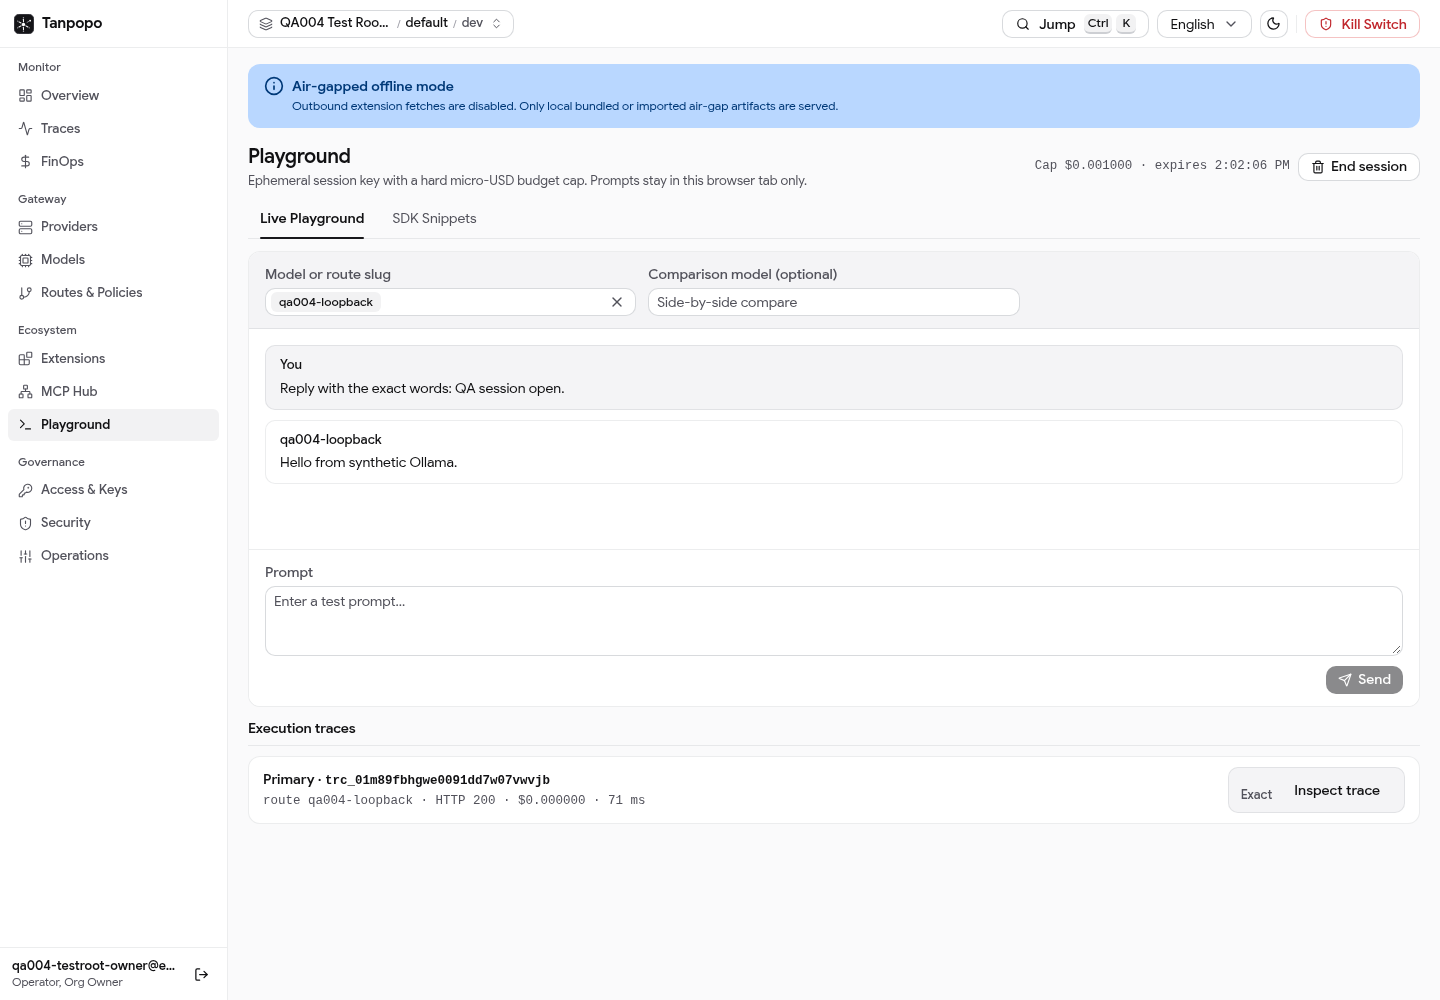 Tanpopo
QA004 Test Roo... / default / dev
Jump Ctrl K
English
Kill Switch
Monitor
Overview
Traces
FinOps
Gateway
Providers
Models
Routes & Policies
Ecosystem
Extensions
MCP Hub
Playground
Governance
Access & Keys
Security
Operations
qa004-testroot-owner@e...
Operator, Org Owner
Air-gapped offline mode
Outbound extension fetches are disabled. Only local bundled or imported air-gap artifacts are served.
Playground
Ephemeral session key with a hard micro-USD budget cap. Prompts stay in this browser tab only.
Cap $0.001000 · expires 2:02:06 PM
End session
Live Playground
SDK Snippets
Model or route slug
qa004-loopback
Comparison model (optional)
Side-by-side compare
You
Reply with the exact words: QA session open.
qa004-loopback
Hello from synthetic Ollama.
Prompt
Enter a test prompt...
Send
Execution traces
Primary · trc_01m89fbhgwe0091dd7w07vwvjb
route qa004-loopback · HTTP 200 · $0.000000 · 71 ms
Exact
Inspect trace